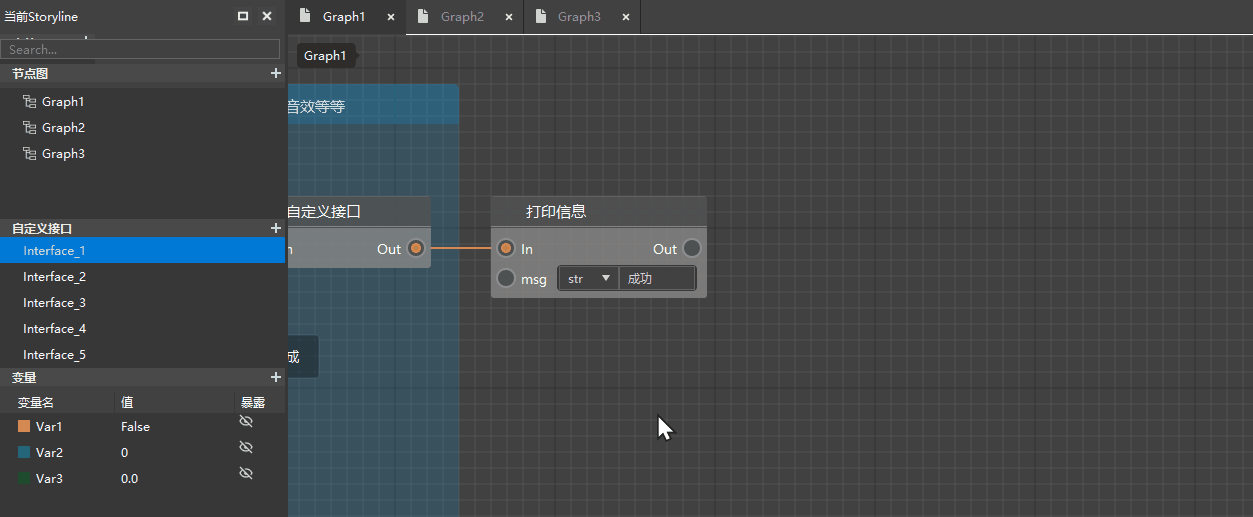 当前Storyline
Search...
节点图
Graph1
Graph2
Graph3
自定义接口
Interface_1
Interface_2
Interface_3
Interface_4
Interface_5
变量
变量名 值 暴露
Var1 False
Var2 0
Var3 0.0
Graph1 Graph2 Graph3
Graph1
音效等等
自定义接口
Out
打印信息
In Out
msg str 成功
成